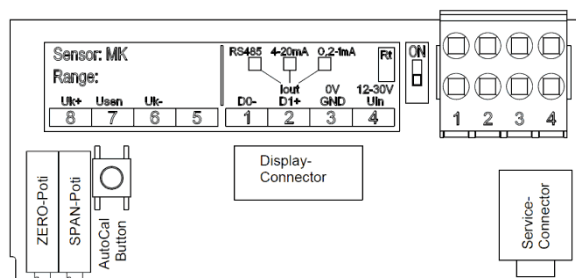 Sensor: MK
Range:
RS485 4-20mA 0,2-1mA Rt
Iout 0V 12-30V
Uk+ Usen Uk- D0- D1+ GND UIn
8 7 6 5 1 2 3 4
ON
1 2 3 4
Display-
Connector
ZERO-Poti
SPAN-Poti
AutoCal
Button
Service-
Connector